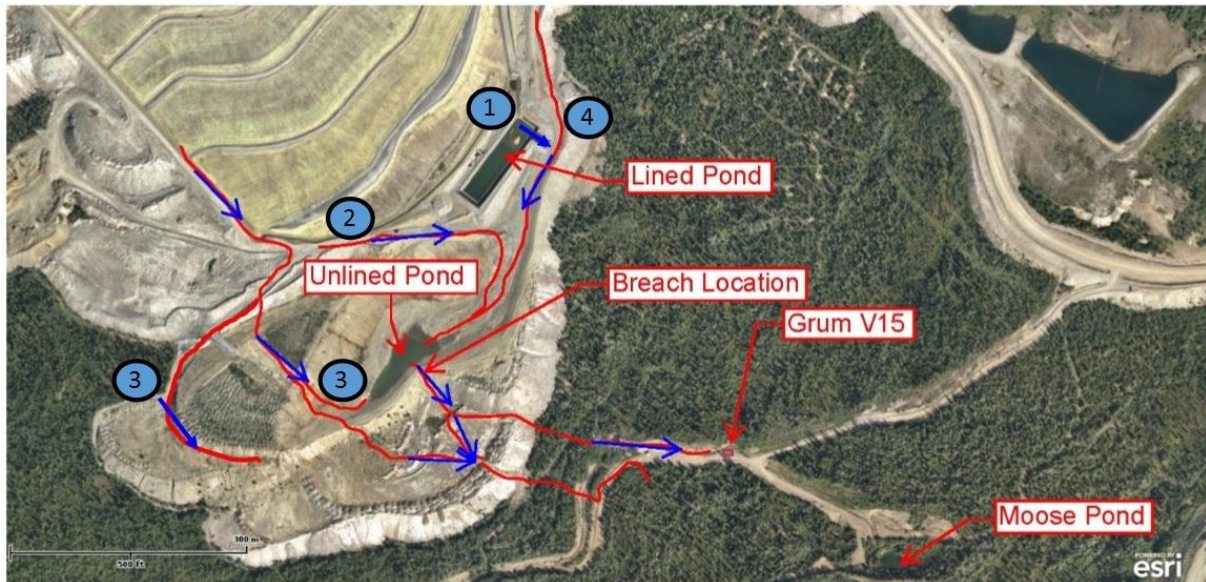 1
4
Lined Pond
2
Unlined Pond
Breach Location
Grum V15
3
3
Moose Pond
300 m
500 ft
POWERED BY
esri